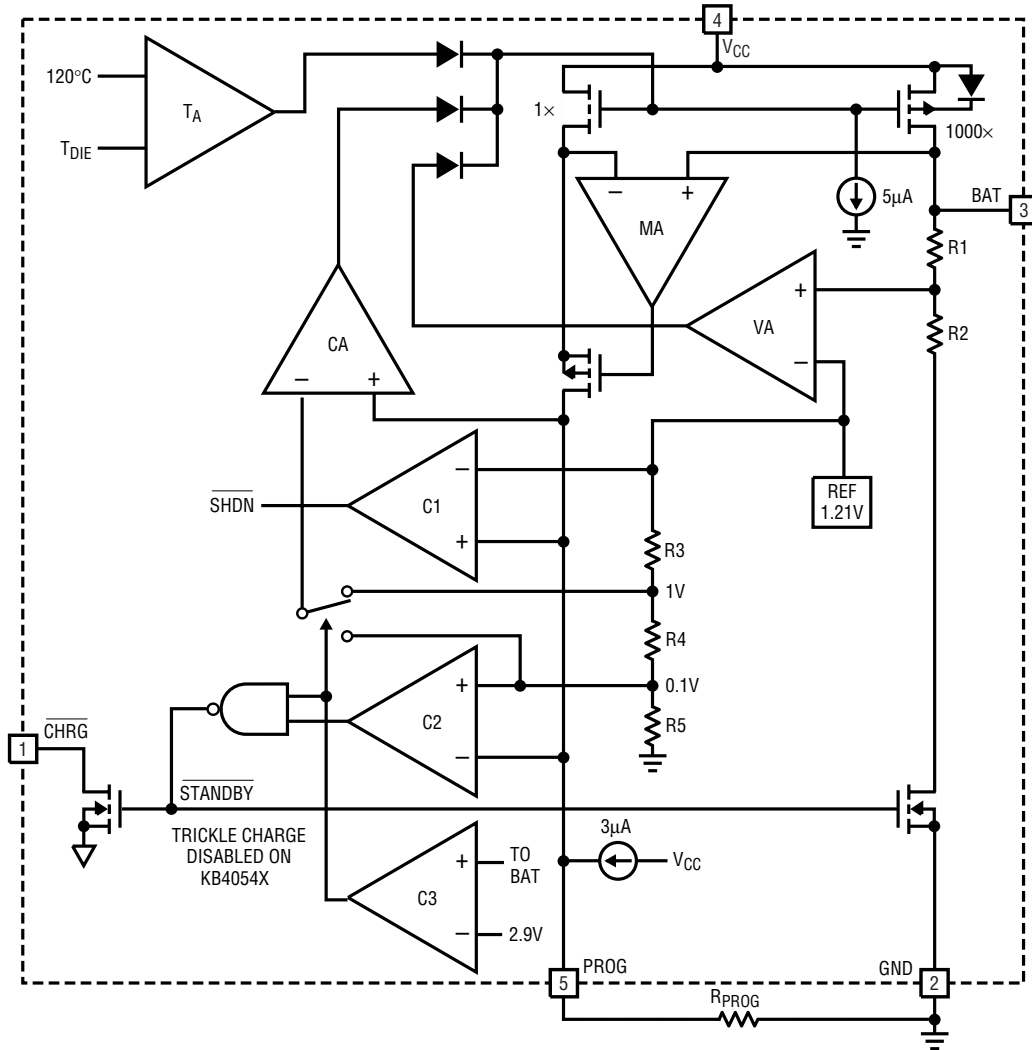 4
VCC
120°C
TA
TDIE
1×
1000×
5µA
BAT
3
–
+
MA
R1
VA
+
–
R2
CA
–
+
REF
1.21V
SHDN
C1
–
+
R3
1V
R4
0.1V
R5
C2
+
–
CHRG
1
STANDBY
TRICKLE CHARGE
DISABLED ON
KB4054X
C3
+
–
TO
BAT
2.9V
3µA
VCC
PROG
5
GND
2
RPROG